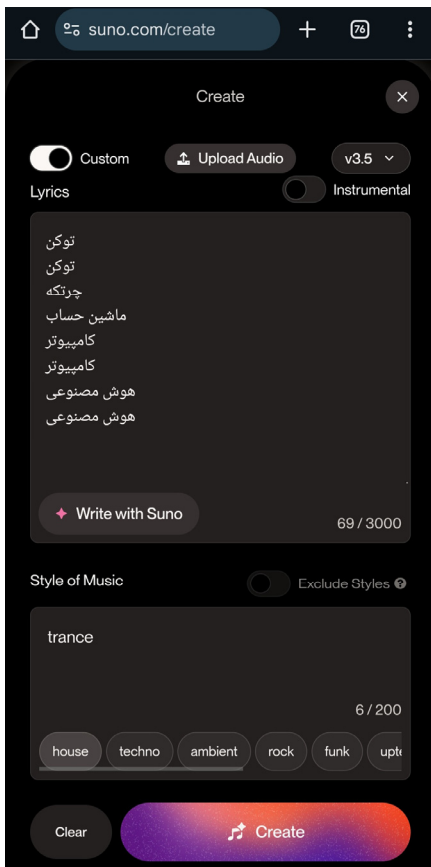 suno.com/create
76
Create
Custom
Upload Audio
v3.5
Lyrics
Instrumental
توکن
توکن
چرتکه
ماشین حساب
کامپیوتر
کامپیوتر
هوش مصنوعی
هوش مصنوعی
Write with Suno
69 / 3000
Style of Music
Exclude Styles ?
trance
6 / 200
house
techno
ambient
rock
funk
upte
Clear
Create